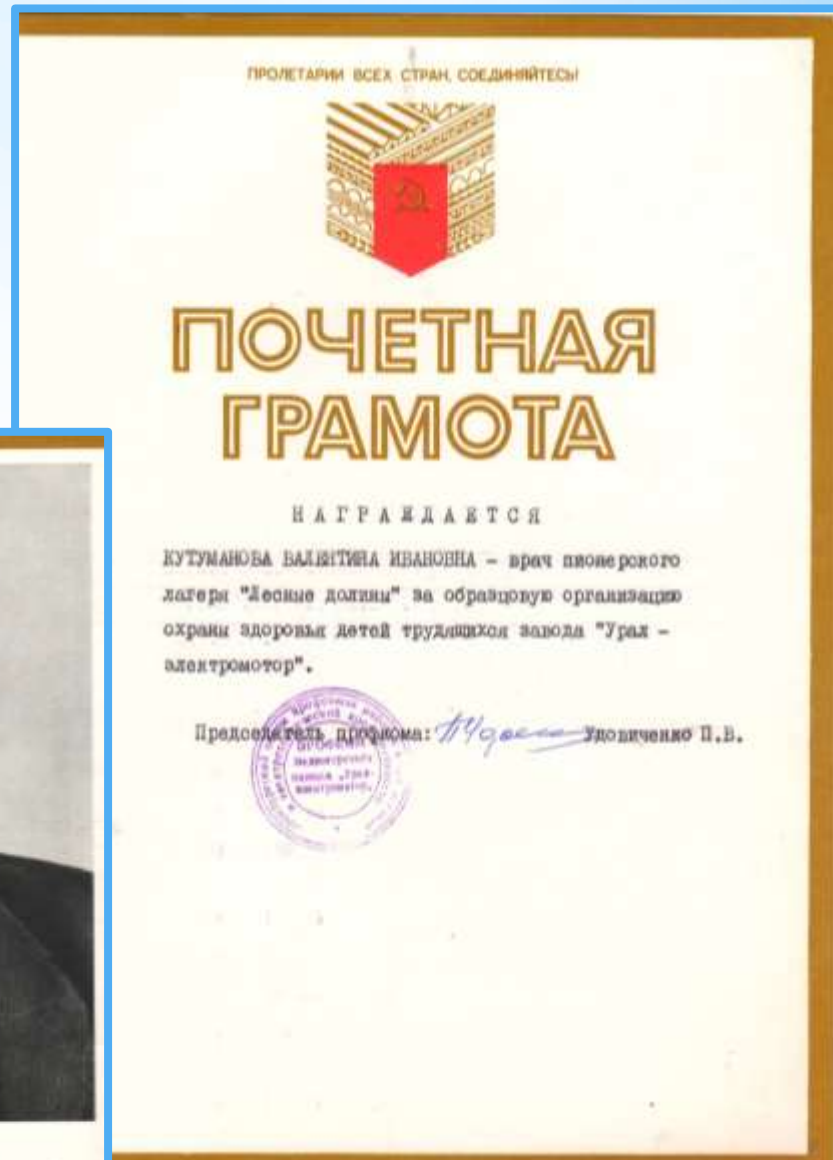 ПРОЛЕТАРИИ ВСЕХ СТРАН, СОЕДИНЯЙТЕСЬ!
ПОЧЕТНАЯ
ГРАМОТА
НАГРАЖДАЕТСЯ
КУТУМАНОВА ВАЛЕНТИНА ИВАНОВНА – врач пионерского
лагеря "Лесные долины" за образцовую организацию
охраны здоровья детей трудящихся завода "Урал –
электромотор".
Председатель профкома: Удовиченко П.В.